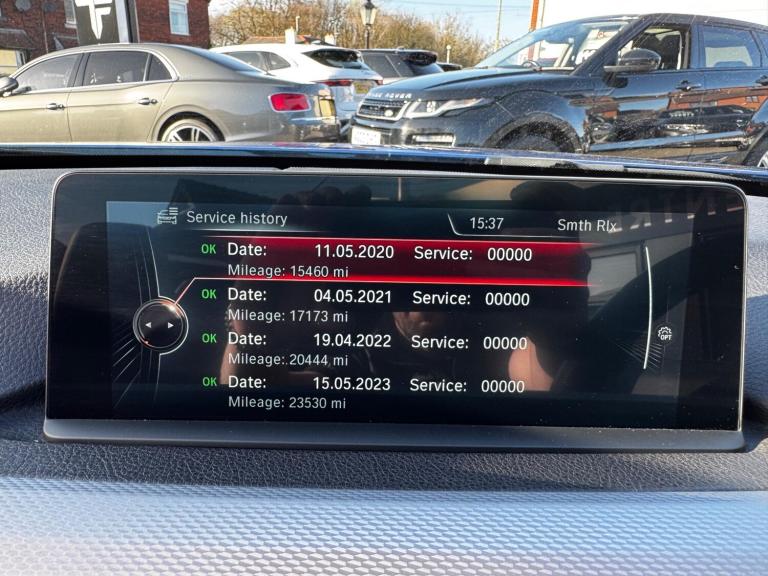 Service history
15:37
Smth Rlx
OK Date: 11.05.2020 Service: 00000
Mileage: 15460 mi
OK Date: 04.05.2021 Service: 00000
Mileage: 17173 mi
OK Date: 19.04.2022 Service: 00000
Mileage: 20444 mi
OK Date: 15.05.2023 Service: 00000
Mileage: 23530 mi
OPT